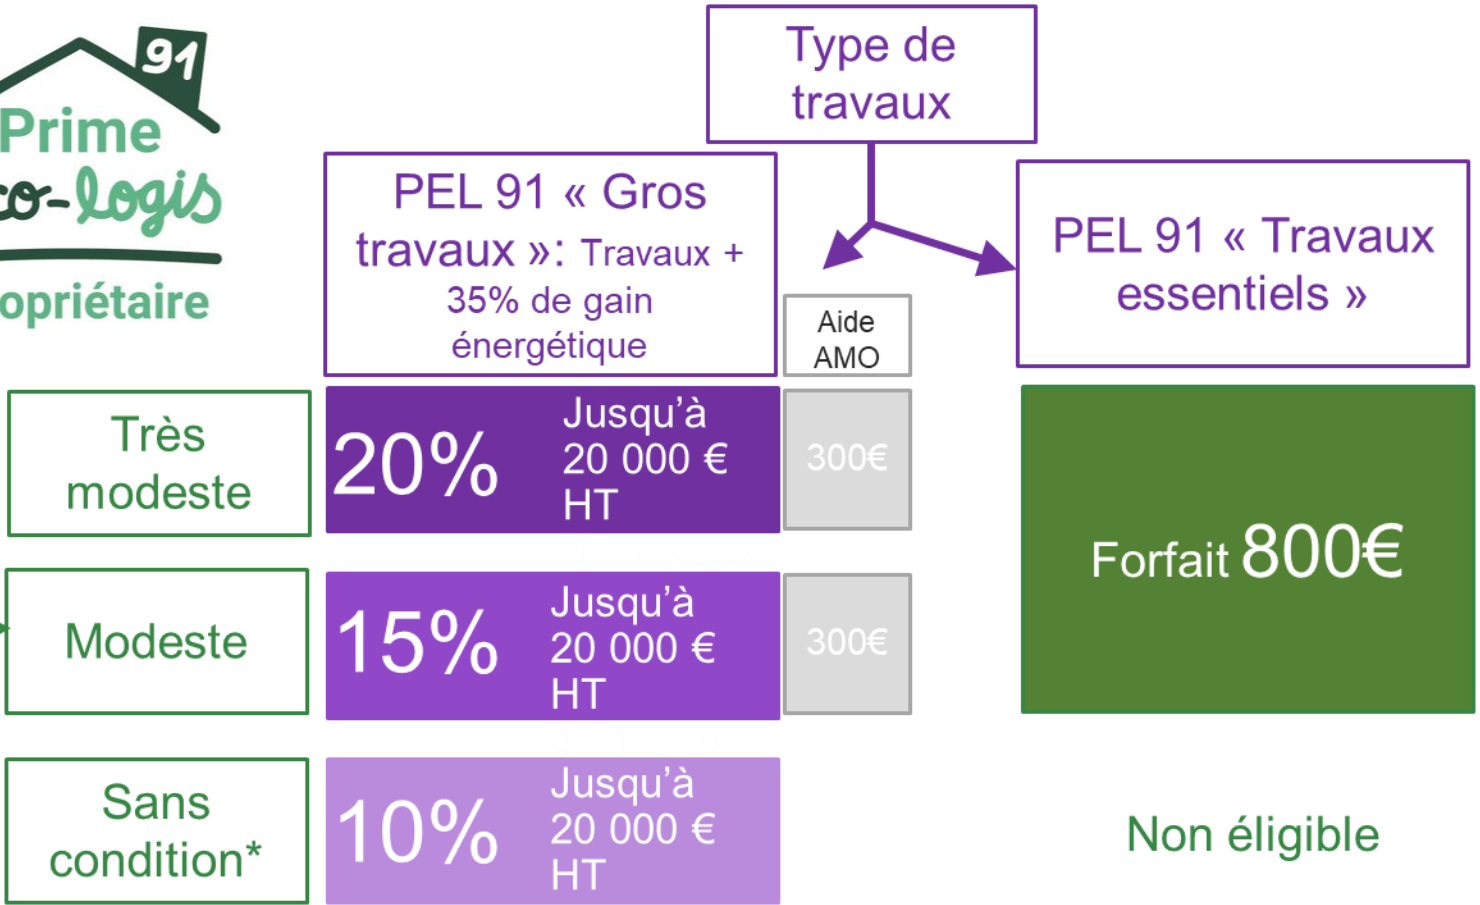 91
Prime
co-logis
opriétaire
Type de
travaux
PEL 91 « Gros
travaux »: Travaux +
35% de gain
énergétique
Aide
AMO
PEL 91 « Travaux
essentiels »
Très
modeste
20%
Jusqu’à
20 000 €
HT
300€
Forfait 800€
Modeste
15%
Jusqu’à
20 000 €
HT
300€
Sans
condition*
10%
Jusqu’à
20 000 €
HT
Non éligible